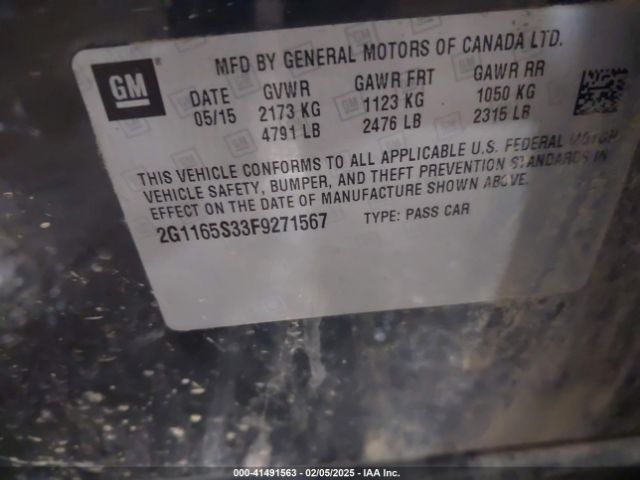 GM
MFD BY GENERAL MOTORS OF CANADA LTD.
DATE GVWR GAWR FRT GAWR RR
05/15 2173 KG 1123 KG 1050 KG
4791 LB 2476 LB 2315 LB
THIS VEHICLE CONFORMS TO ALL APPLICABLE U.S. FEDERAL MOTOR
VEHICLE SAFETY, BUMPER, AND THEFT PREVENTION STANDARDS IN
EFFECT ON THE DATE OF MANUFACTURE SHOWN ABOVE.
2G1165S33F9271567 TYPE: PASS CAR
000-41491563 - 02/05/2025 - IAA Inc.